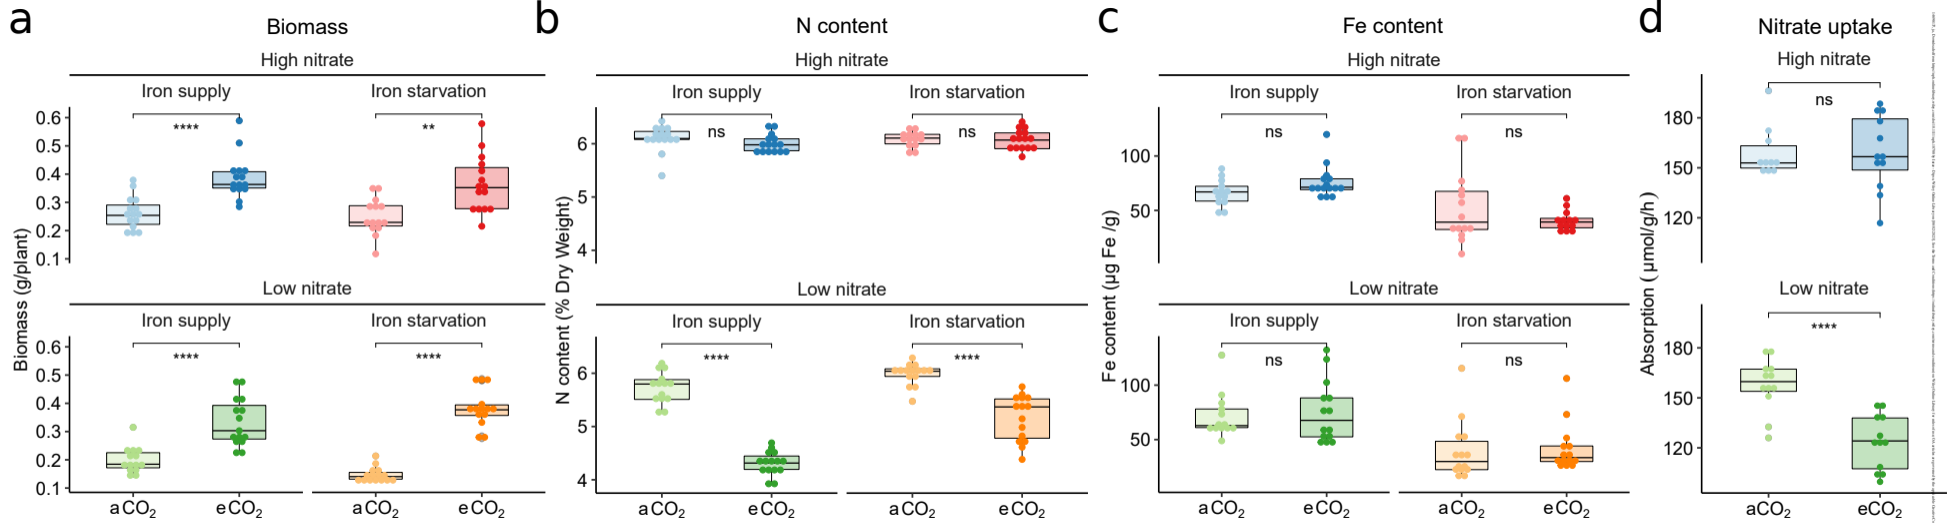 a
Biomass
High nitrate
Iron supply
Iron starvation
****
**
0.6
0.5
0.4
0.3
0.2
0.1
Biomass (g/plant)
Low nitrate
Iron supply
Iron starvation
****
****
0.6
0.5
0.4
0.3
0.2
0.1
aCO2
eCO2
aCO2
eCO2
b
N content
High nitrate
Iron supply
Iron starvation
ns
ns
6
5
4
N content (% Dry Weight)
Low nitrate
Iron supply
Iron starvation
****
****
6
5
4
aCO2
eCO2
aCO2
eCO2
c
Fe content
High nitrate
Iron supply
Iron starvation
ns
ns
100
50
Fe content (µg Fe /g)
Low nitrate
Iron supply
Iron starvation
ns
ns
100
50
aCO2
eCO2
aCO2
eCO2
d
Nitrate uptake
High nitrate
ns
180
150
120
Absorption ( µmol/g/h )
Low nitrate
****
180
150
120
aCO2
eCO2